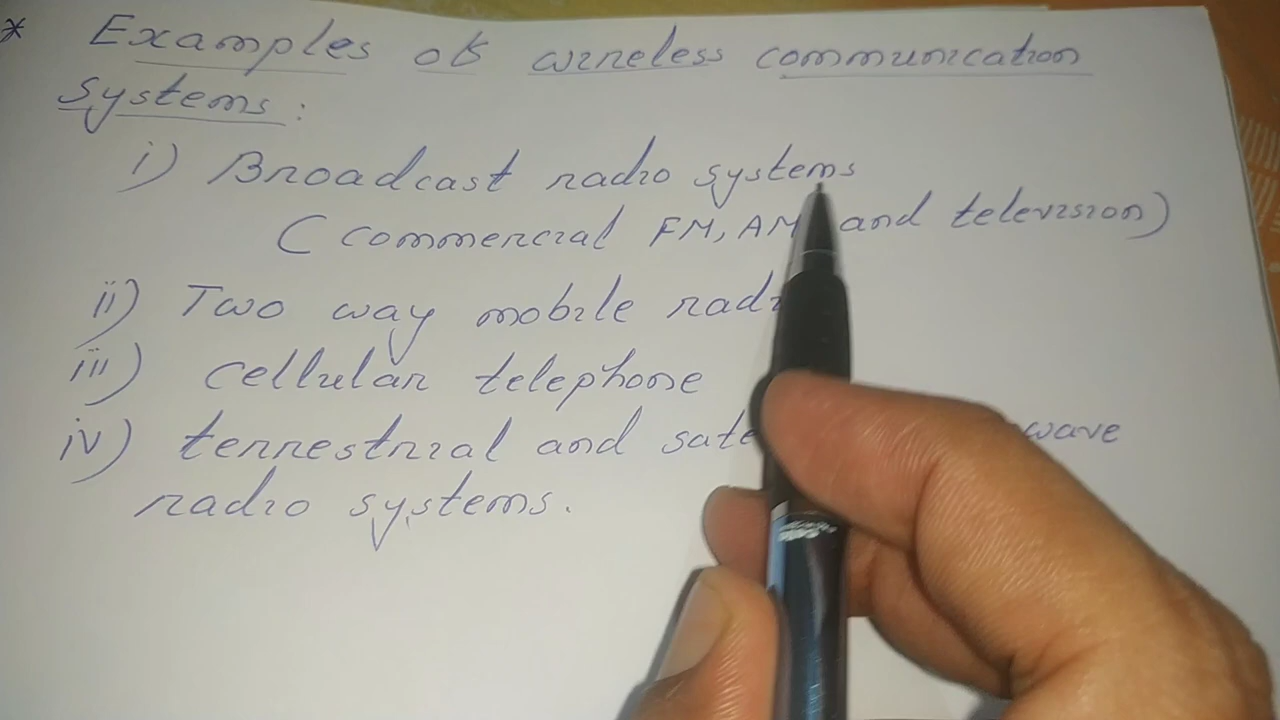 * Examples of wireless communication
systems:
i) Broadcast radio systems
(commercial FM, AM and television)
ii) Two way mobile
iii) cellular telephone
iv) terrestrial and wave
radio systems.